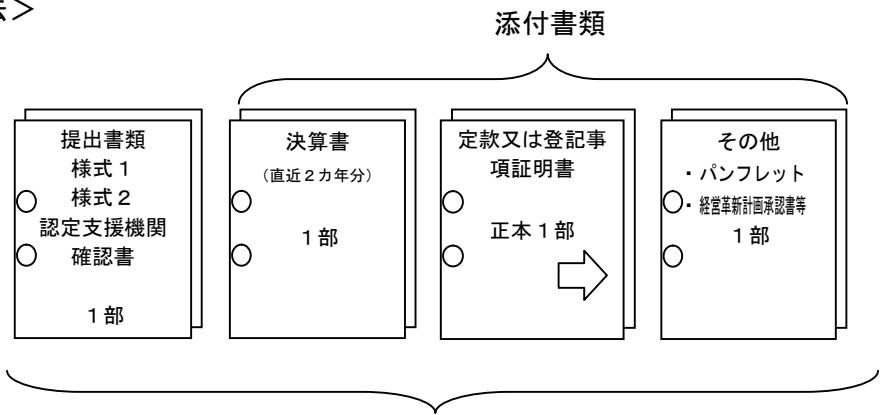 法＞
添付書類
提出書類
様式１
様式２
認定支援機関
確認書
１部
決算書
（直近２カ年分）
１部
定款又は登記事
項証明書
正本１部
その他
・パンフレット
・経営革新計画承認書等
１部